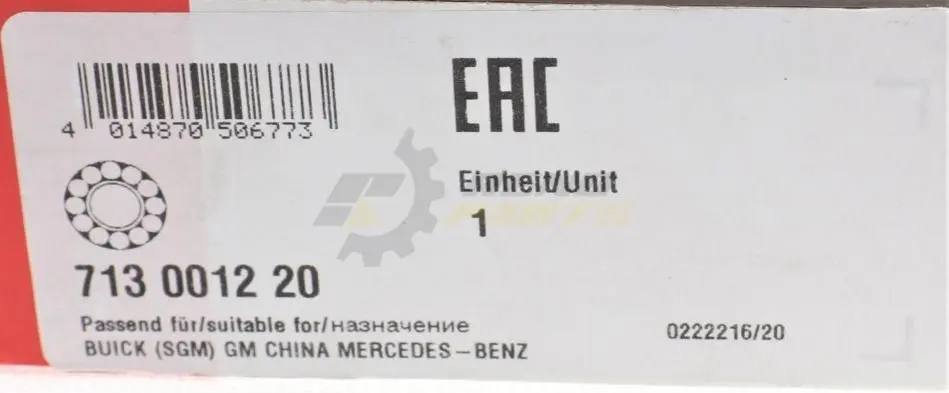 EAC
4 014870 506773
Einheit/Unit
1
713 0012 20
Passend für/suitable for/назначение
BUICK (SGM) GM CHINA MERCEDES–BENZ
0222216/20